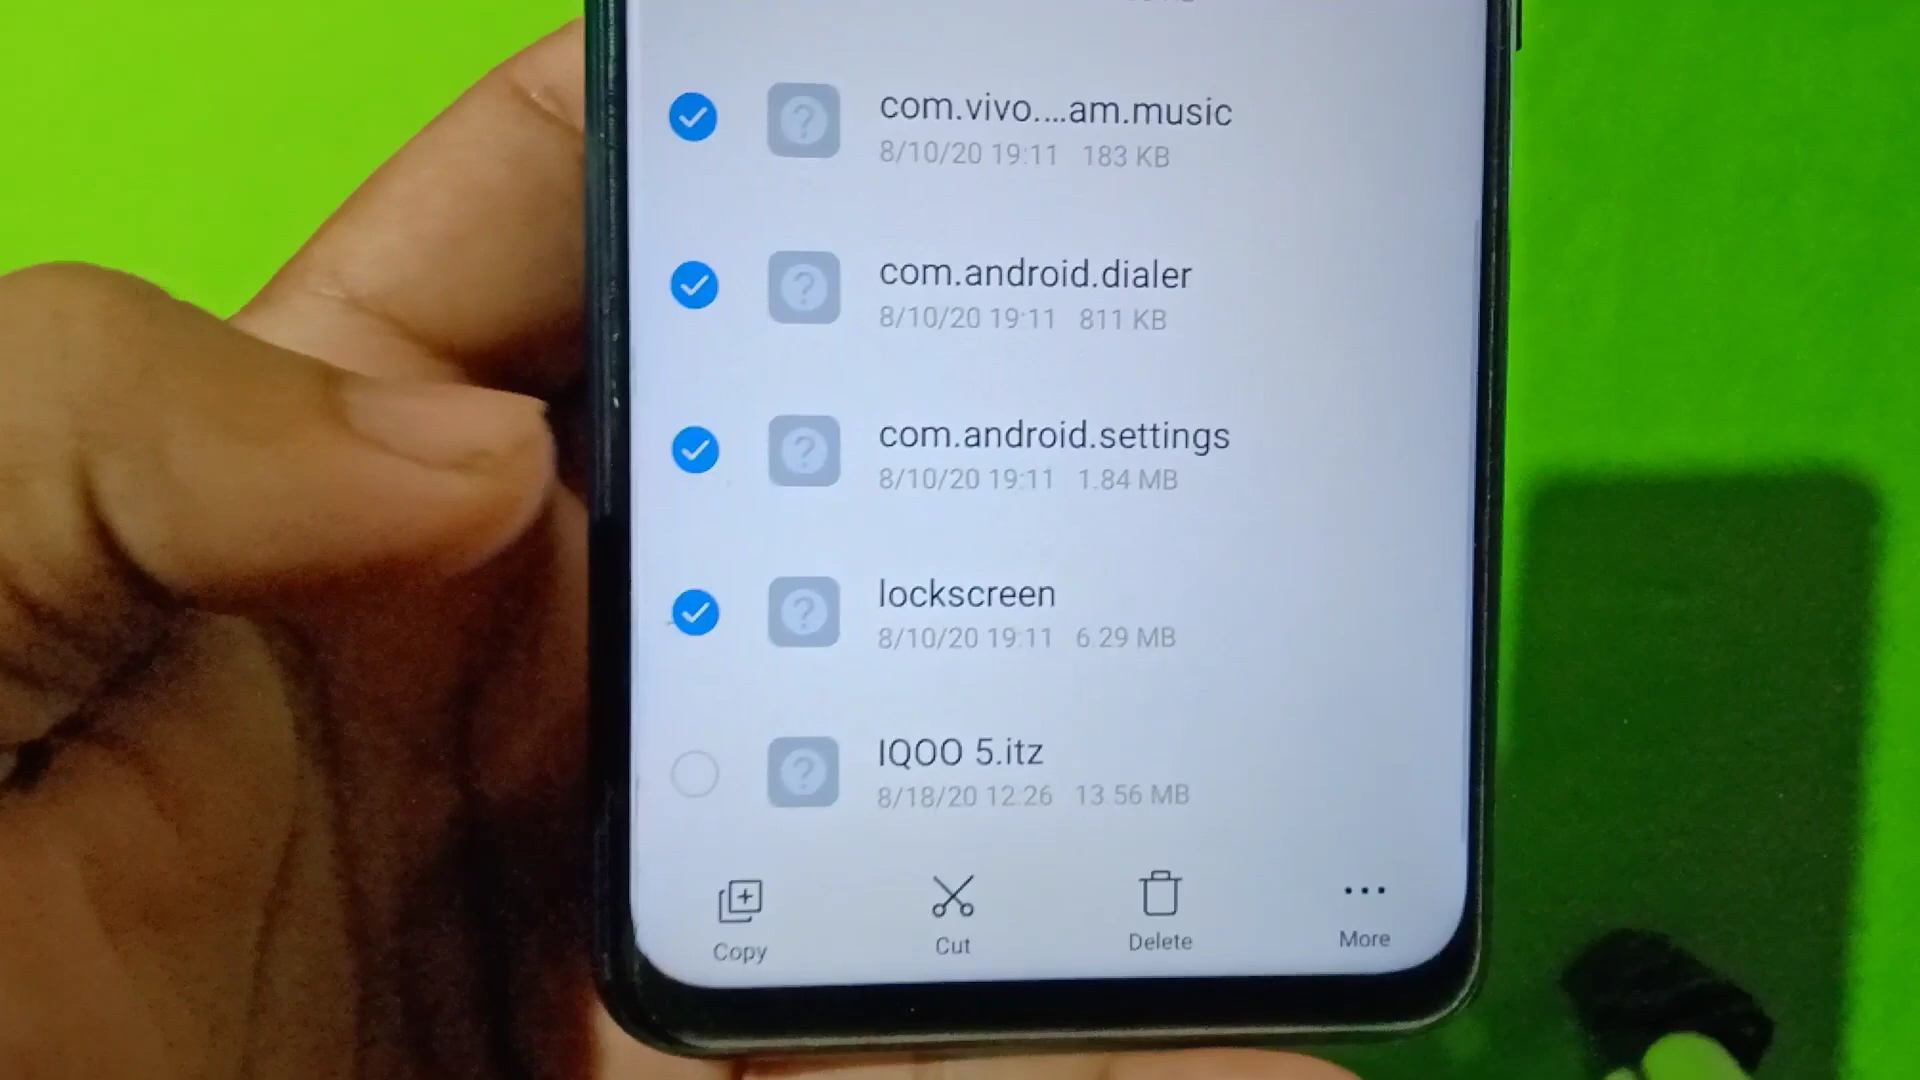 com.vivo....am.music
8/10/20 19:11 183 KB
com.android.dialer
8/10/20 19:11 811 KB
com.android.settings
8/10/20 19:11 1.84 MB
lockscreen
8/10/20 19:11 6.29 MB
IQOO 5.itz
8/18/20 12:26 13.56 MB
Copy
Cut
Delete
More